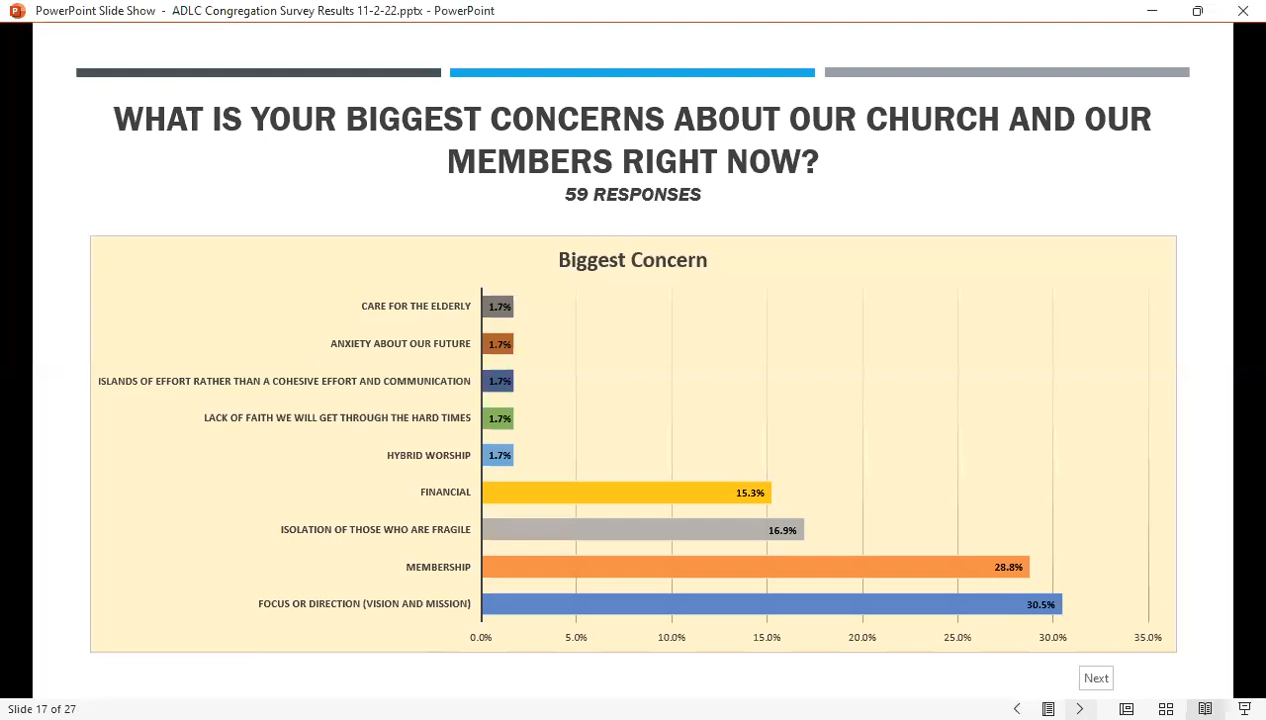 PowerPoint Slide Show - ADLC Congregation Survey Results 11-2-22.pptx - PowerPoint
WHAT IS YOUR BIGGEST CONCERNS ABOUT OUR CHURCH AND OUR
MEMBERS RIGHT NOW?
59 RESPONSES
Biggest Concern
CARE FOR THE ELDERLY 1.7%
ANXIETY ABOUT OUR FUTURE 1.7%
ISLANDS OF EFFORT RATHER THAN A COHESIVE EFFORT AND COMMUNICATION 1.7%
LACK OF FAITH WE WILL GET THROUGH THE HARD TIMES 1.7%
HYBRID WORSHIP 1.7%
FINANCIAL 15.3%
ISOLATION OF THOSE WHO ARE FRAGILE 16.9%
MEMBERSHIP 28.8%
FOCUS OR DIRECTION (VISION AND MISSION) 30.5%
0.0% 5.0% 10.0% 15.0% 20.0% 25.0% 30.0% 35.0%
Next
Slide 17 of 27